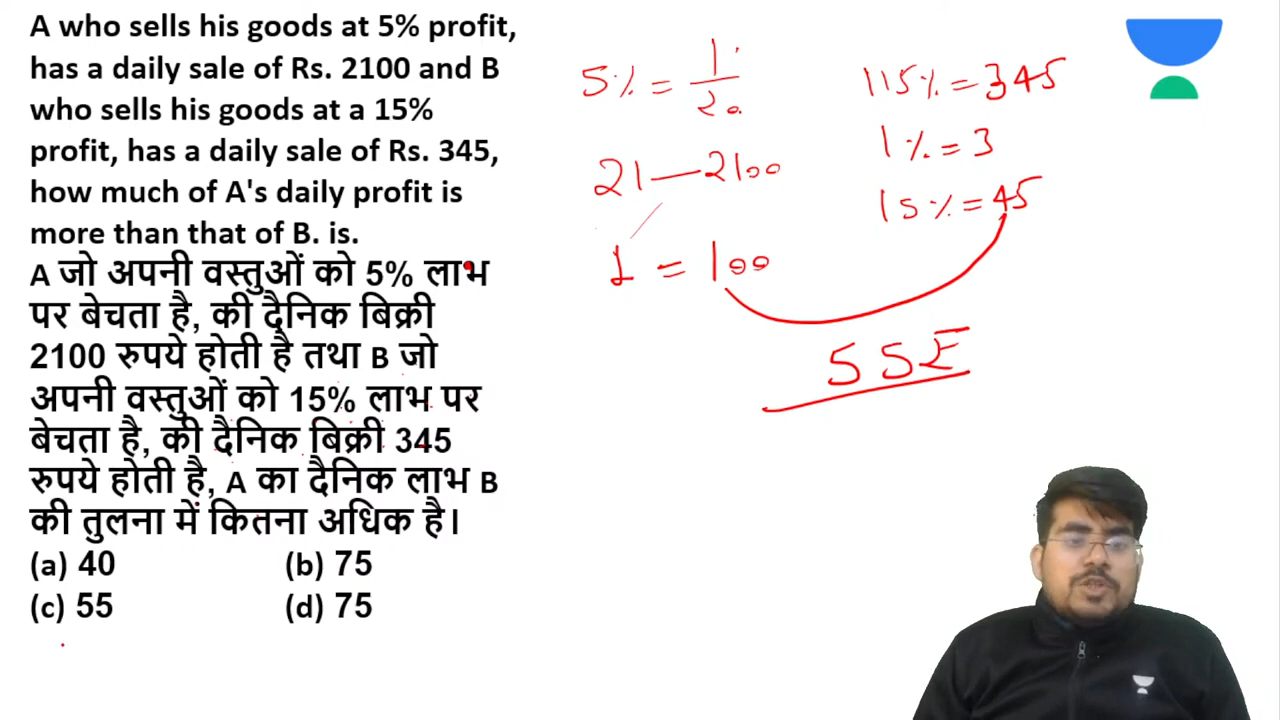 A who sells his goods at 5% profit,
has a daily sale of Rs. 2100 and B
who sells his goods at a 15%
profit, has a daily sale of Rs. 345,
how much of A's daily profit is
more than that of B. is.
A जो अपनी वस्तुओं को 5% लाभ
पर बेचता है, की दैनिक बिक्री
2100 रुपये होती है तथा B जो
अपनी वस्तुओं को 15% लाभ पर
बेचता है, की दैनिक बिक्री 345
रुपये होती है, A का दैनिक लाभ B
की तुलना में कितना अधिक है।
(a) 40 (b) 75
(c) 55 (d) 75
5% = 1/20
21 — 2100
1 = 100
115% = 345
1% = 3
15% = 45
55₹